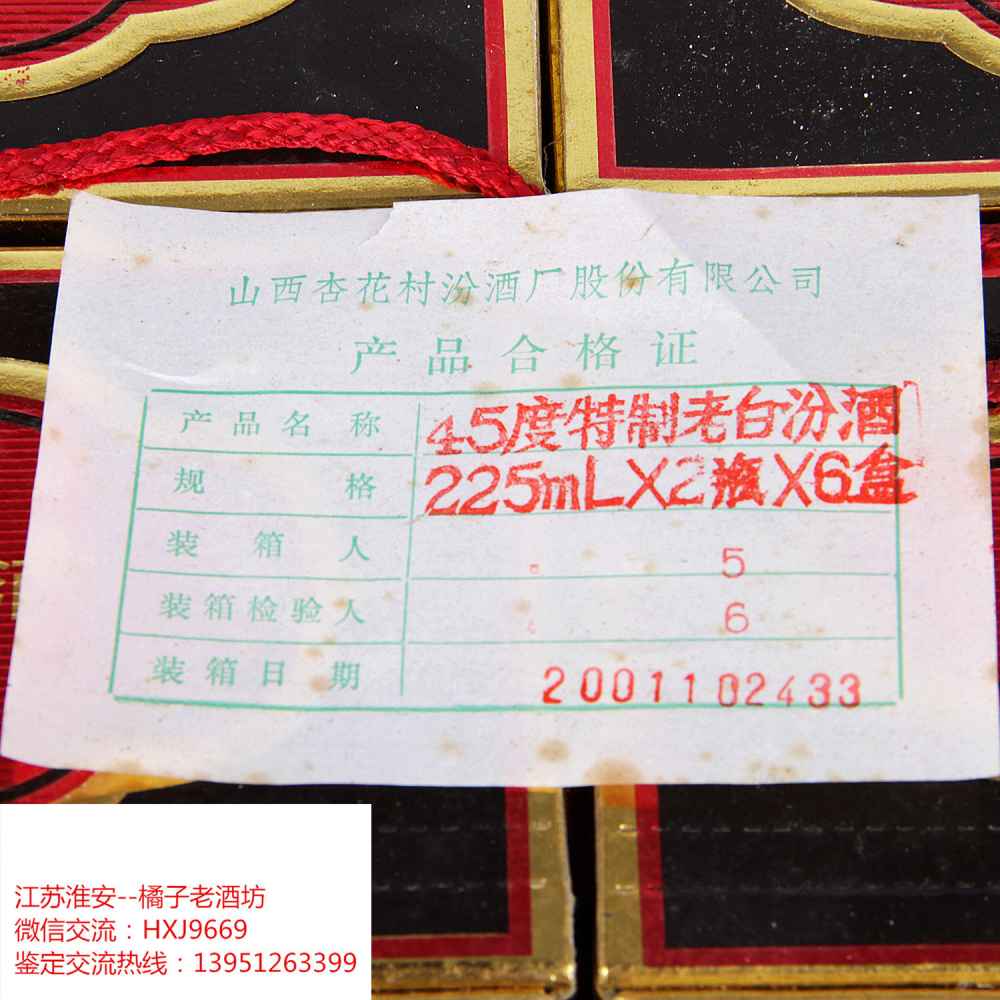 山西杏花村汾酒厂股份有限公司
产品合格证
产品名称 45度特制老白汾酒
规格 225mLX2瓶X6盒
装箱人 5
装箱检验人 6
装箱日期 20011102433
江苏淮安--橘子老酒坊
微信交流：HXJ9669
鉴定交流热线：13951263399